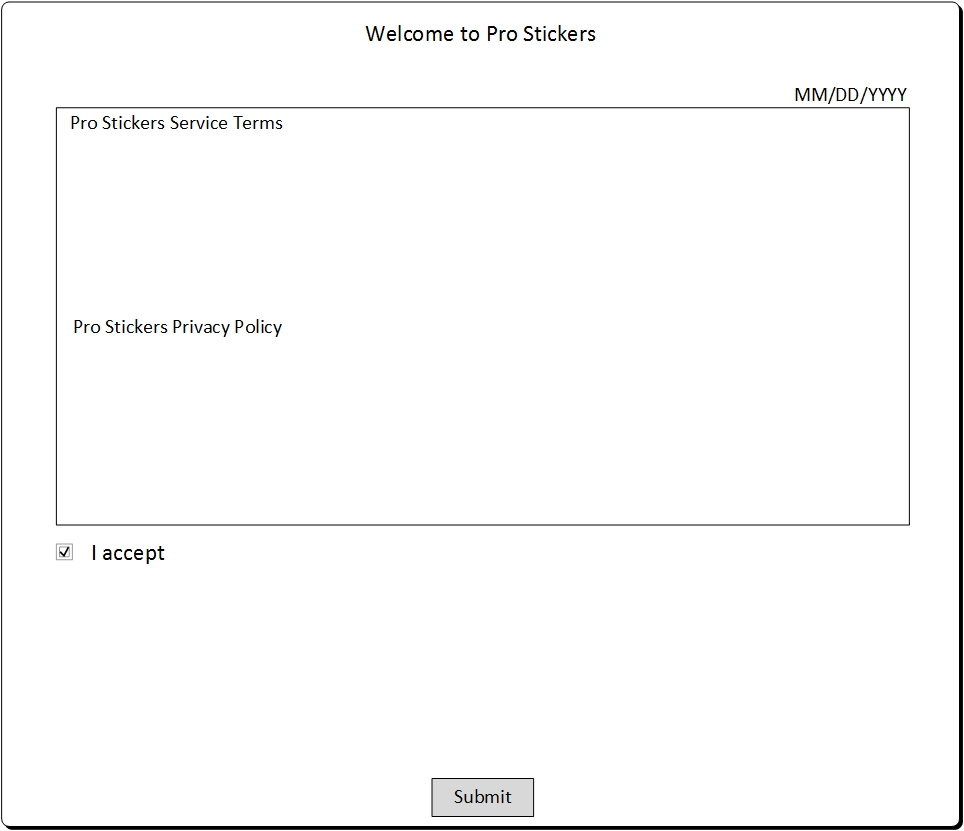 Welcome to Pro Stickers
MM/DD/YYYY
Pro Stickers Service Terms
Pro Stickers Privacy Policy
I accept
Submit